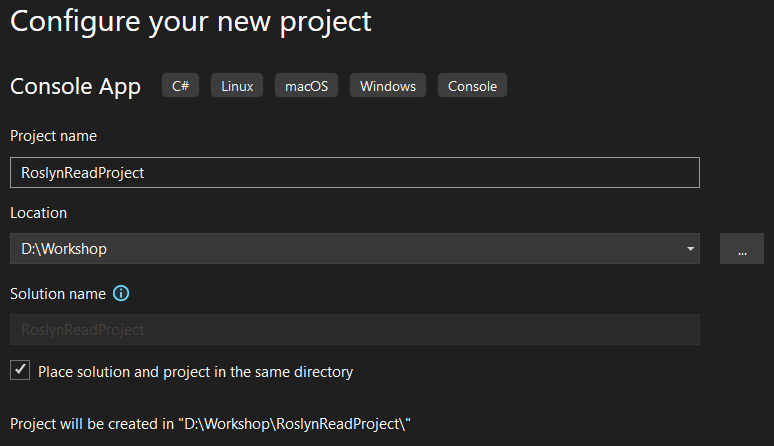 Configure your new project
Console App C# Linux macOS Windows Console
Project name
RoslynReadProject
Location
D:\Workshop
...
Solution name
RoslynReadProject
Place solution and project in the same directory
Project will be created in "D:\Workshop\RoslynReadProject\"